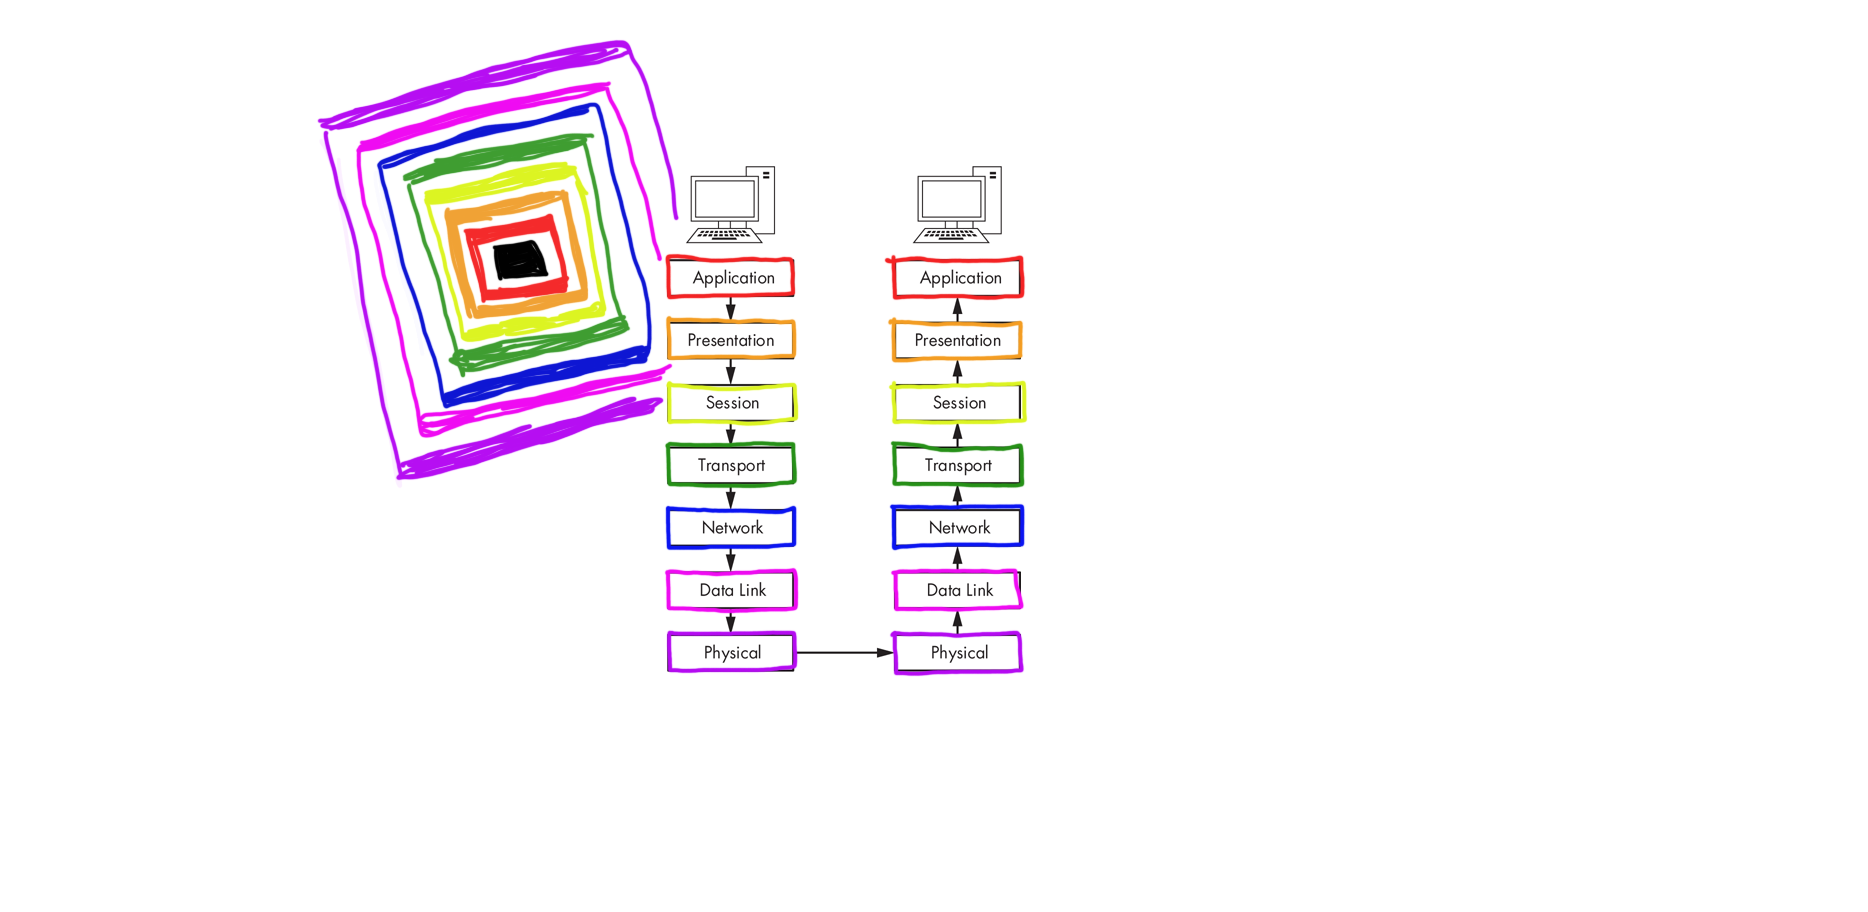 Application Application
Presentation Presentation
Session Session
Transport Transport
Network Network
Data Link Data Link
Physical Physical